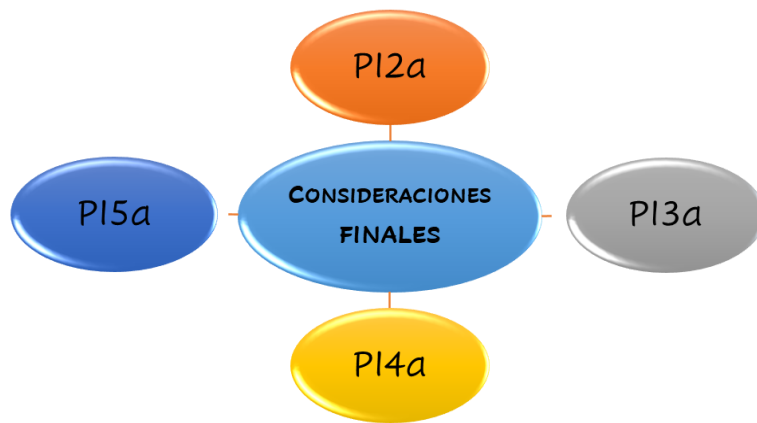 PI2a
PI5a
CONSIDERACIONES
FINALES
PI3a
PI4a